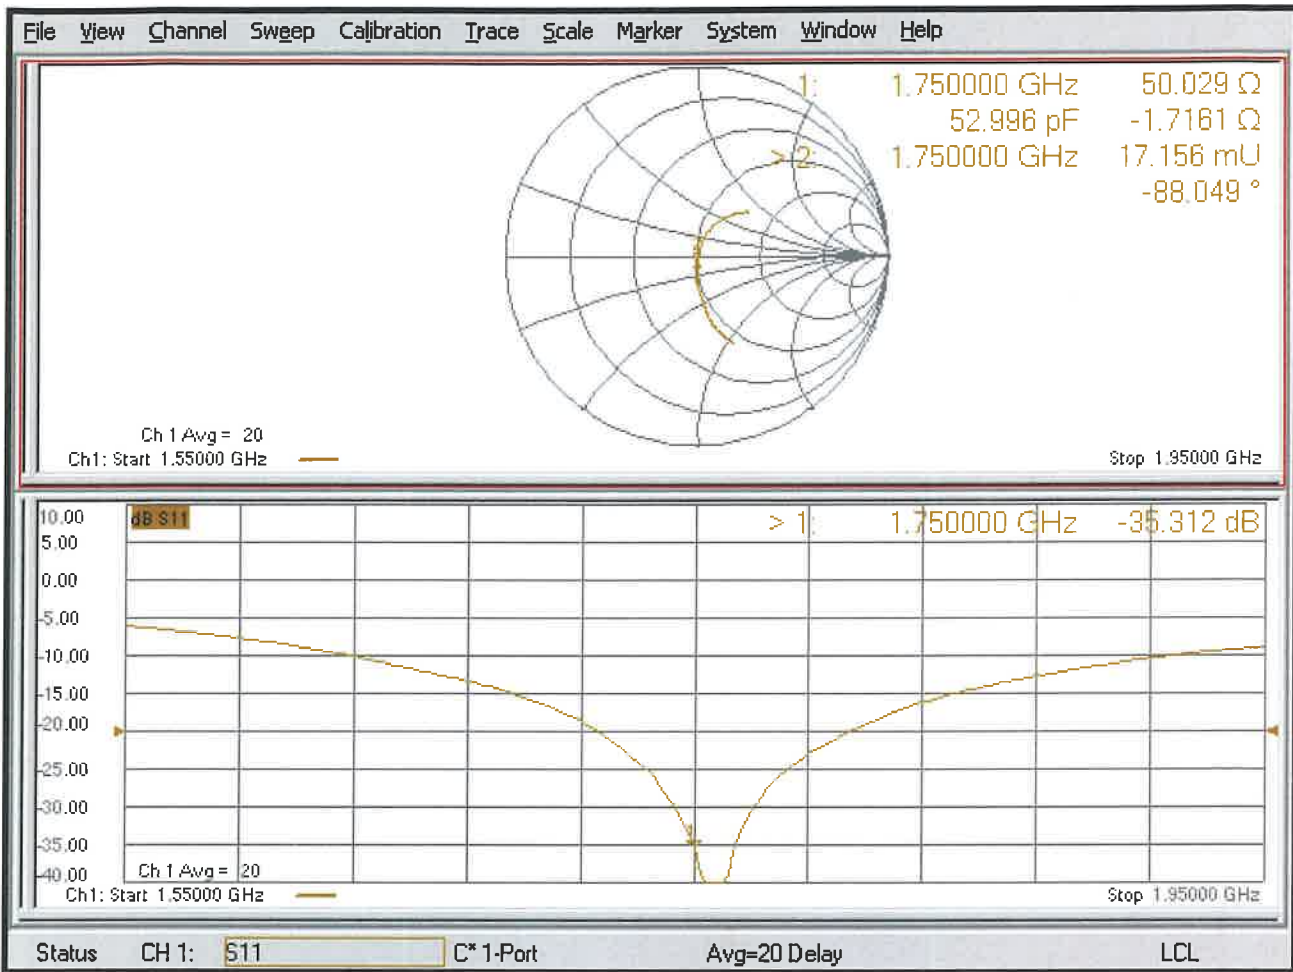 File View Channel Sweep Calibration Trace Scale Marker System Window Help
1: 1.750000 GHz 50.029 Ω
52.996 pF -1.7161 Ω
> 2: 1.750000 GHz 17.156 mU
-88.049 °
Ch 1 Avg = 20
Ch1: Start 1.55000 GHz
Stop 1.95000 GHz
10.00
dB S11
> 1: 1.750000 GHz -35.312 dB
5.00
0.00
-5.00
-10.00
-15.00
-20.00
-25.00
-30.00
-35.00
-40.00
Ch 1 Avg = 20
Ch1: Start 1.55000 GHz
Stop 1.95000 GHz
Status CH 1: S11 C* 1-Port Avg=20 Delay LCL